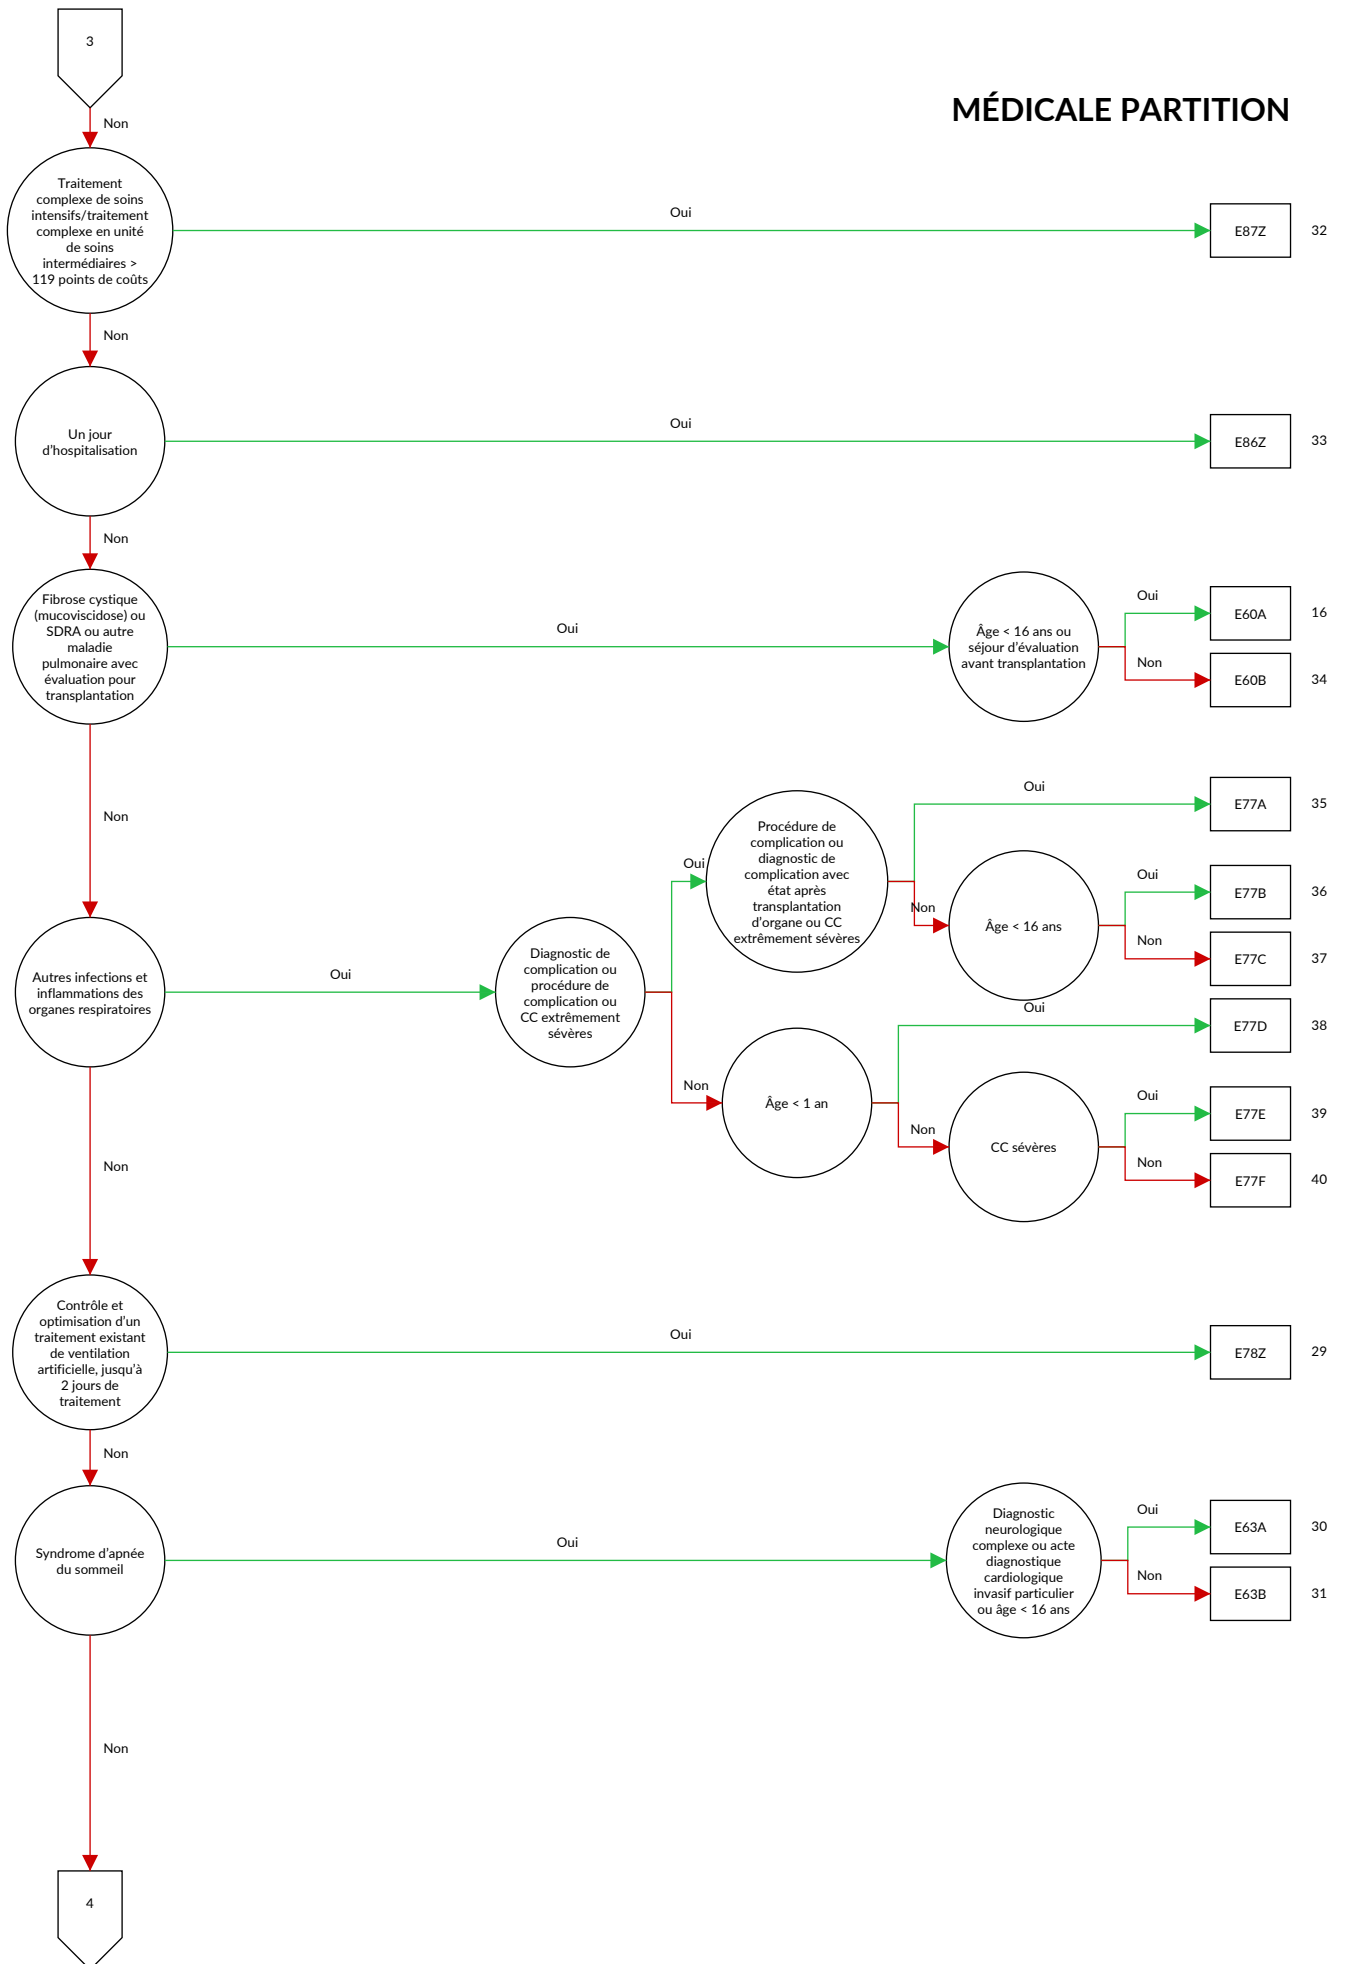 3
MÉDICALE PARTITION
Non
Traitement
complexe de soins
intensifs/traitement
complexe en unité
de soins
intermédiaires >
119 points de coûts
Oui
E87Z
32
Non
Un jour
d'hospitalisation
Oui
E86Z
33
Non
Fibrose cystique
(mucoviscidose) ou
SDRA ou autre
maladie
pulmonaire avec
évaluation pour
transplantation
Oui
Âge < 16 ans ou
séjour d'évaluation
avant transplantation
Oui
E60A
16
Non
E60B
34
Non
Autres infections et
inflammations des
organes respiratoires
Oui
Diagnostic de
complication ou
procédure de
complication ou
CC extrêmement
sévères
Oui
Procédure de
complication ou
diagnostic de
complication avec
état après
transplantation
d'organe ou CC
extrêmement sévères
Oui
E77A
35
Non
Âge < 16 ans
Oui
E77B
36
Non
E77C
37
Non
Âge < 1 an
Oui
E77D
38
Non
CC sévères
Oui
E77E
39
Non
E77F
40
Non
Contrôle et
optimisation d'un
traitement existant
de ventilation
artificielle, jusqu'à
2 jours de
traitement
Oui
E78Z
29
Non
Syndrome d'apnée
du sommeil
Oui
Diagnostic
neurologique
complexe ou acte
diagnostique
cardiologique
invasif particulier
ou âge < 16 ans
Oui
E63A
30
Non
E63B
31
Non
4